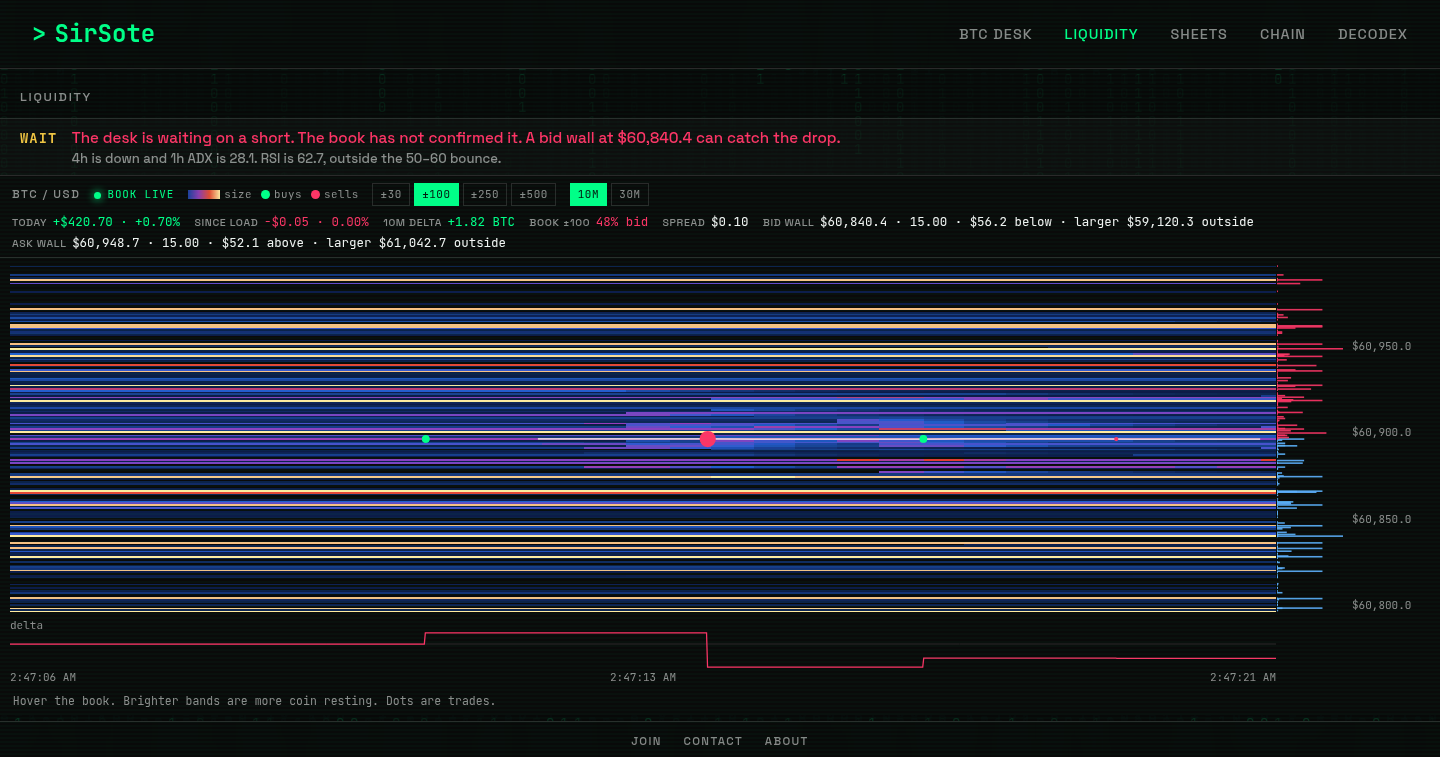 > SirSote
BTC DESK LIQUIDITY SHEETS CHAIN DECODEX
LIQUIDITY
WAIT The desk is waiting on a short. The book has not confirmed it. A bid wall at $60,840.4 can catch the drop.
4h is down and 1h ADX is 28.1. RSI is 62.7, outside the 50–60 bounce.
BTC / USD BOOK LIVE size buys sells ±30 ±100 ±250 ±500 10M 30M
TODAY +$420.70 · +0.70% SINCE LOAD -$0.05 · 0.00% 10M DELTA +1.82 BTC BOOK ±100 48% bid SPREAD $0.10 BID WALL $60,840.4 · 15.00 · $56.2 below · larger $59,120.3 outside
ASK WALL $60,948.7 · 15.00 · $52.1 above · larger $61,042.7 outside
$60,950.0
$60,900.0
$60,850.0
$60,800.0
delta
2:47:06 AM 2:47:13 AM 2:47:21 AM
Hover the book. Brighter bands are more coin resting. Dots are trades.
JOIN CONTACT ABOUT